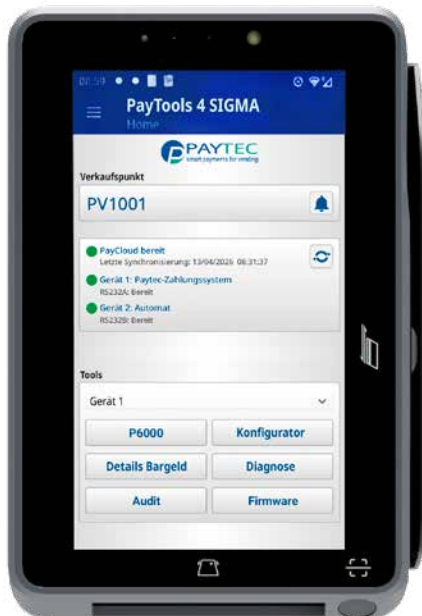 08:59
PayTools 4 SIGMA
Home
PAYTEC
smart payments for vending
Verkaufspunkt
PV1001
PayCloud bereit
Letzte Synchronisierung: 13/04/2026 08:31:37
Gerät 1: Paytec-Zahlungssystem
RS232A: Bereit
Gerät 2: Automat
RS232B: Bereit
Tools
Gerät 1
P6000 Konfigurator
Details Bargeld Diagnose
Audit Firmware